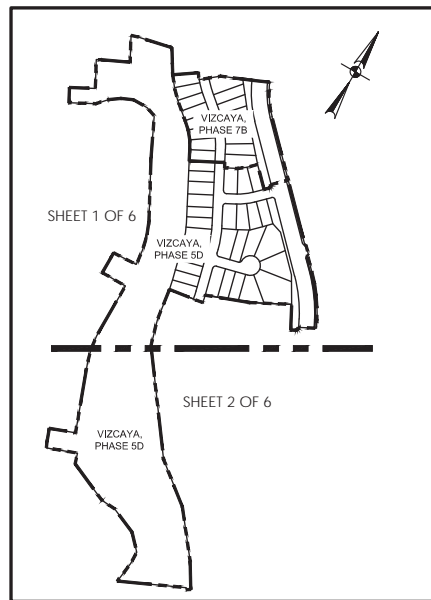 VIZCAYA,
PHASE 7B
SHEET 1 OF 6
VIZCAYA,
PHASE 5D
SHEET 2 OF 6
VIZCAYA,
PHASE 5D